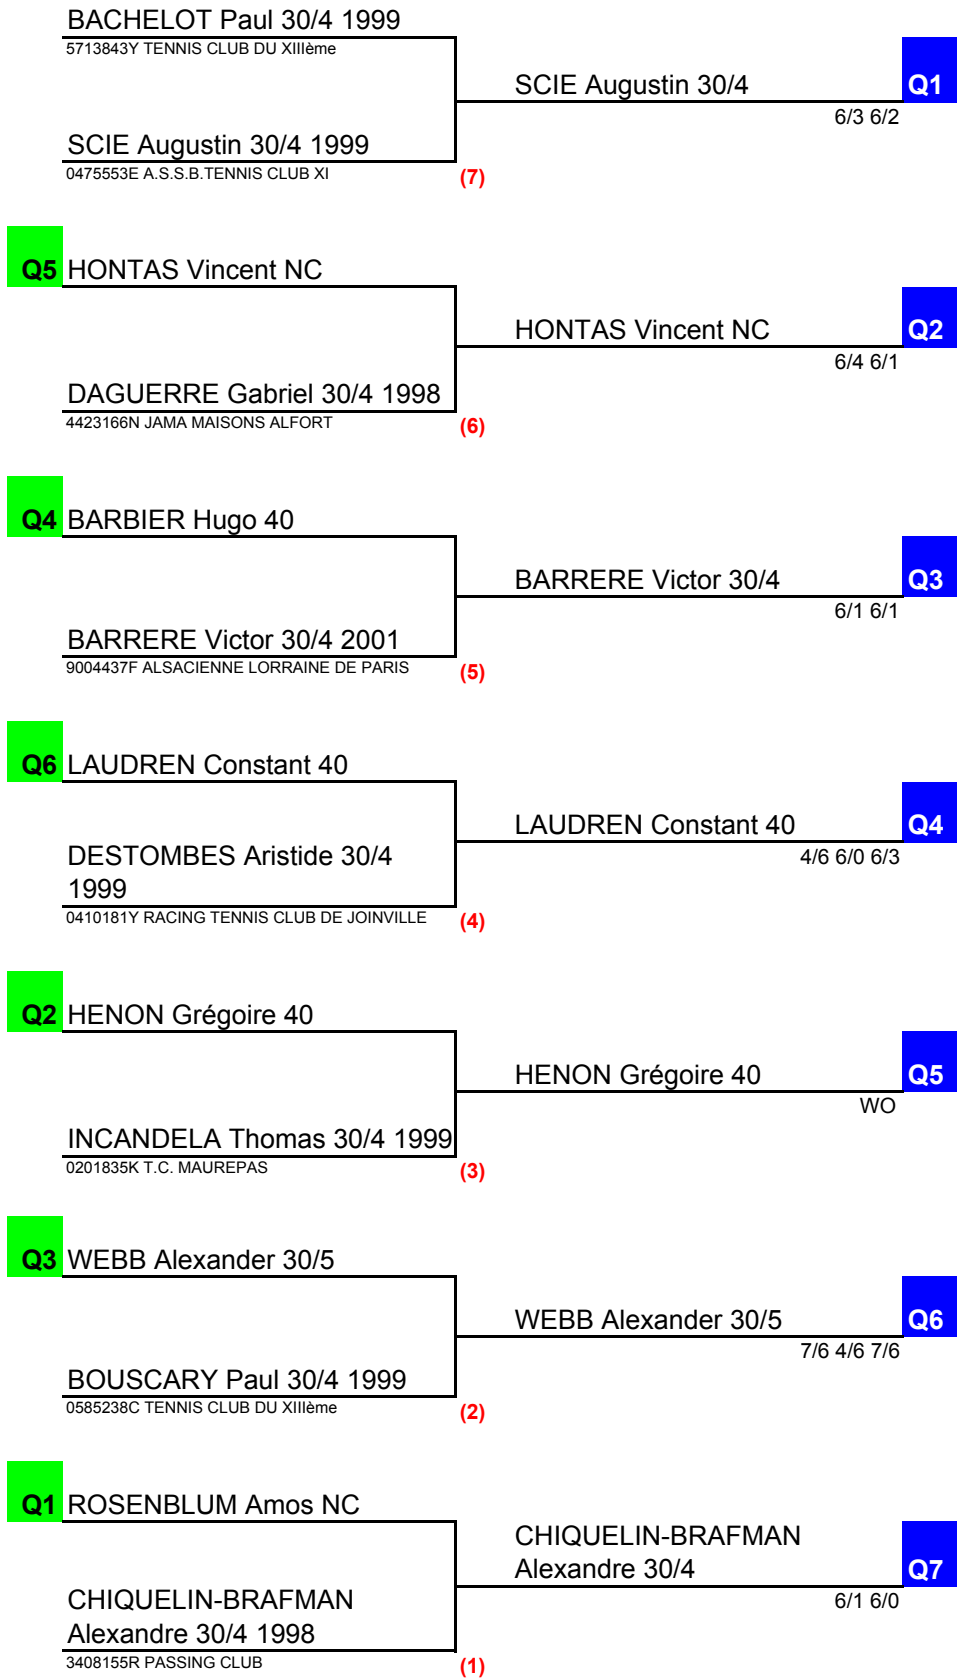 BACHELOT Paul 30/4 1999
5713843Y TENNIS CLUB DU XIIIème
SCIE Augustin 30/4
Q1
6/3 6/2
SCIE Augustin 30/4 1999
0475553E A.S.S.B.TENNIS CLUB XI
(7)
Q5 HONTAS Vincent NC
HONTAS Vincent NC
Q2
6/4 6/1
DAGUERRE Gabriel 30/4 1998
4423166N JAMA MAISONS ALFORT
(6)
Q4 BARBIER Hugo 40
BARRERE Victor 30/4
Q3
6/1 6/1
BARRERE Victor 30/4 2001
9004437F ALSACIENNE LORRAINE DE PARIS
(5)
Q6 LAUDREN Constant 40
LAUDREN Constant 40
Q4
4/6 6/0 6/3
DESTOMBES Aristide 30/4
1999
0410181Y RACING TENNIS CLUB DE JOINVILLE
(4)
Q2 HENON Grégoire 40
HENON Grégoire 40
Q5
WO
INCANDELA Thomas 30/4 1999
0201835K T.C. MAUREPAS
(3)
Q3 WEBB Alexander 30/5
WEBB Alexander 30/5
Q6
7/6 4/6 7/6
BOUSCARY Paul 30/4 1999
0585238C TENNIS CLUB DU XIIIème
(2)
Q1 ROSENBLUM Amos NC
CHIQUELIN-BRAFMAN
Alexandre 30/4
Q7
6/1 6/0
CHIQUELIN-BRAFMAN
Alexandre 30/4 1998
3408155R PASSING CLUB
(1)